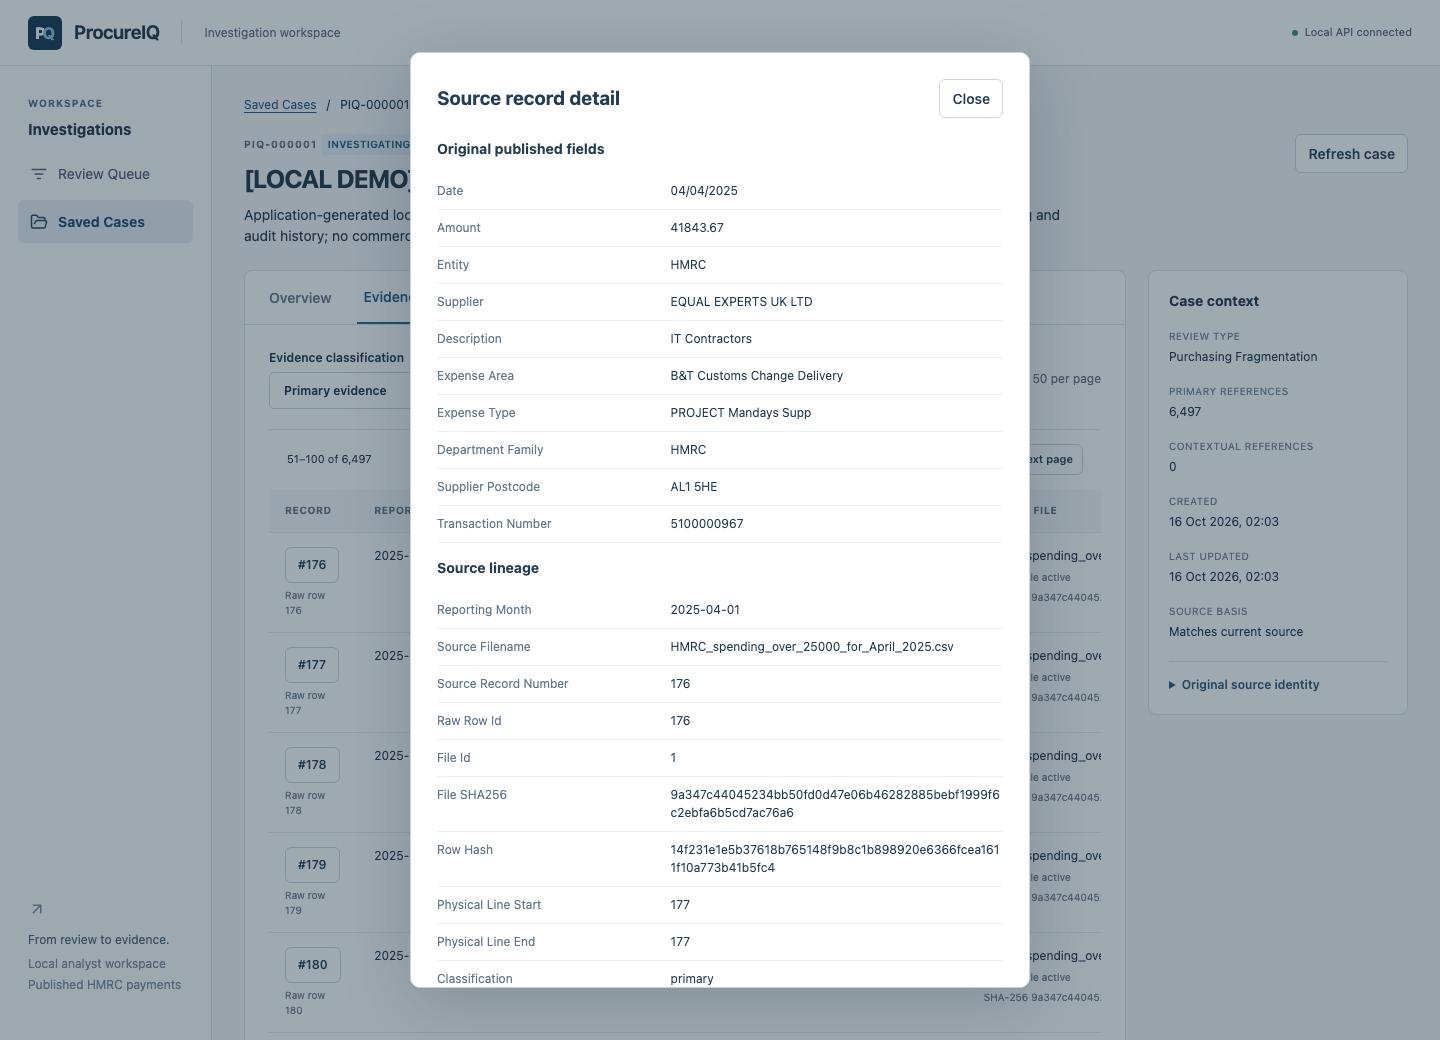 PQ ProcureIQ
Investigation workspace
Local API connected
WORKSPACE
Investigations
Review Queue
Saved Cases
From review to evidence.
Local analyst workspace
Published HMRC payments
Saved Cases / PIQ-000001
PIQ-000001 INVESTIGATING
Refresh case
[LOCAL DEMO]
Application-generated
audit history; no
and
Overview
Evidence classification
Primary evidence
50 per page
51–100 of 6,497
page
RECORD
FILE
#176
2025-
Raw row
176
le active
9a347c44045
#177
2025-
Raw row
177
le active
9a347c44045
#178
2025-
Raw row
178
le active
9a347c44045
#179
2025-
Raw row
179
le active
9a347c44045
#180
2025-
Raw row
180
le active
SHA-256 9a347c44045
Source record detail
Close
Original published fields
Date 04/04/2025
Amount 41843.67
Entity HMRC
Supplier EQUAL EXPERTS UK LTD
Description IT Contractors
Expense Area B&T Customs Change Delivery
Expense Type PROJECT Mandays Supp
Department Family HMRC
Supplier Postcode AL1 5HE
Transaction Number 5100000967
Source lineage
Reporting Month 2025-04-01
Source Filename HMRC_spending_over_25000_for_April_2025.csv
Source Record Number 176
Raw Row Id 176
File Id 1
File SHA256 9a347c44045234bb50fd0d47e06b46282885bebf1999f6
c2ebfa6b5cd7ac76a6
Row Hash 14f231e1e5b37618b765148f9b8c1b898920e6366fcea161
1f10a773b41b5fc4
Physical Line Start 177
Physical Line End 177
Classification primary
Case context
REVIEW TYPE
Purchasing Fragmentation
PRIMARY REFERENCES
6,497
CONTEXTUAL REFERENCES
0
CREATED
16 Oct 2026, 02:03
LAST UPDATED
16 Oct 2026, 02:03
SOURCE BASIS
Matches current source
Original source identity